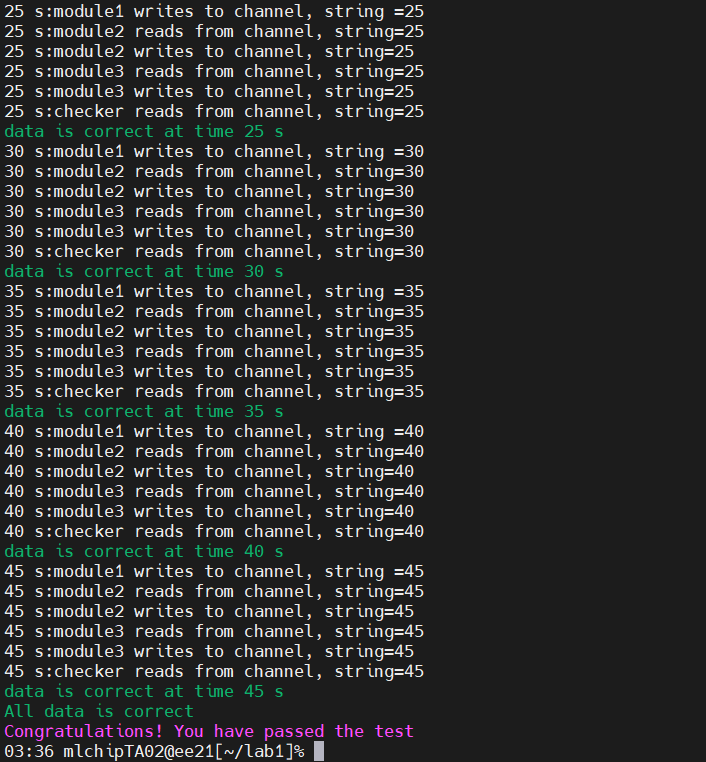 25 s:module1 writes to channel, string =25
25 s:module2 reads from channel, string=25
25 s:module2 writes to channel, string=25
25 s:module3 reads from channel, string=25
25 s:module3 writes to channel, string=25
25 s:checker reads from channel, string=25
data is correct at time 25 s
30 s:module1 writes to channel, string =30
30 s:module2 reads from channel, string=30
30 s:module2 writes to channel, string=30
30 s:module3 reads from channel, string=30
30 s:module3 writes to channel, string=30
30 s:checker reads from channel, string=30
data is correct at time 30 s
35 s:module1 writes to channel, string =35
35 s:module2 reads from channel, string=35
35 s:module2 writes to channel, string=35
35 s:module3 reads from channel, string=35
35 s:module3 writes to channel, string=35
35 s:checker reads from channel, string=35
data is correct at time 35 s
40 s:module1 writes to channel, string =40
40 s:module2 reads from channel, string=40
40 s:module2 writes to channel, string=40
40 s:module3 reads from channel, string=40
40 s:module3 writes to channel, string=40
40 s:checker reads from channel, string=40
data is correct at time 40 s
45 s:module1 writes to channel, string =45
45 s:module2 reads from channel, string=45
45 s:module2 writes to channel, string=45
45 s:module3 reads from channel, string=45
45 s:module3 writes to channel, string=45
45 s:checker reads from channel, string=45
data is correct at time 45 s
All data is correct
Congratulations! You have passed the test
03:36 mlchipTA02@ee21[~/lab1]%